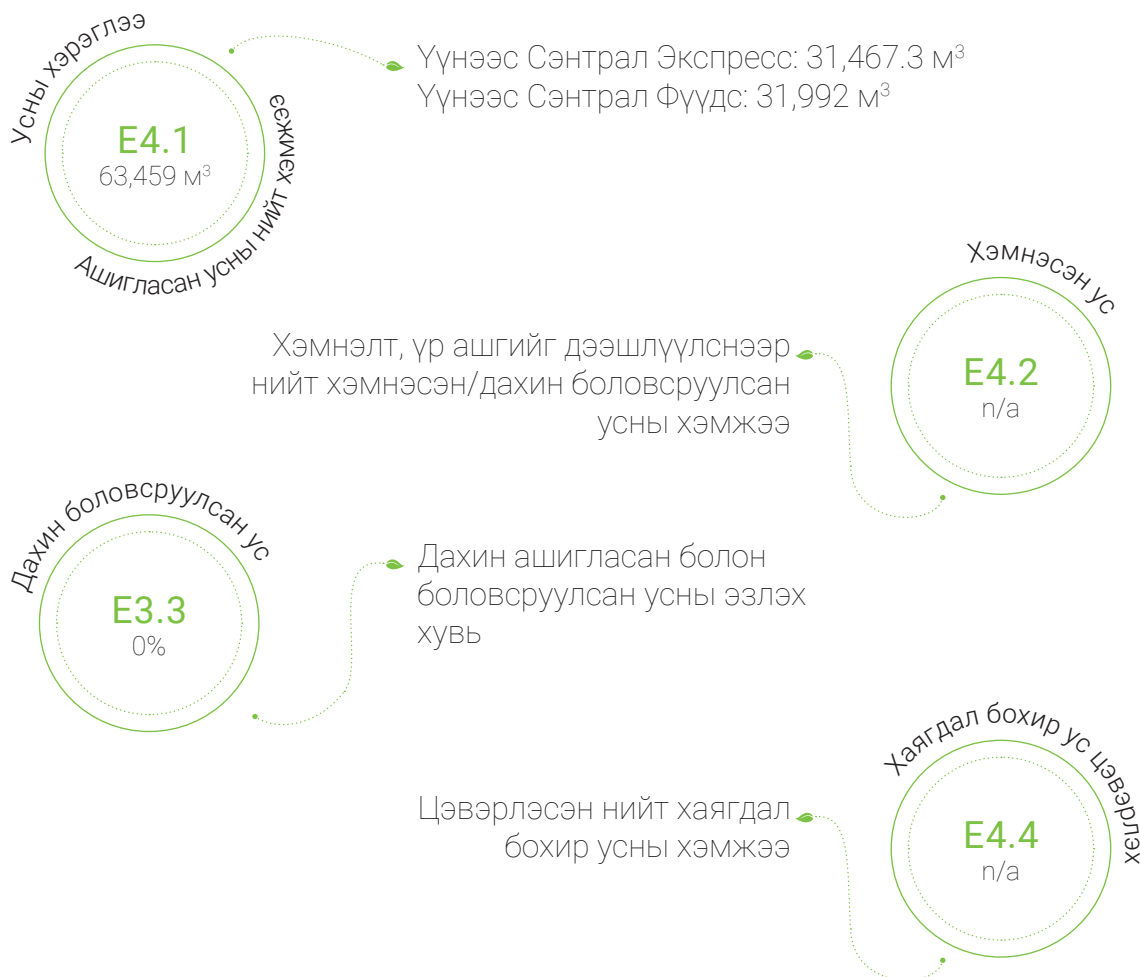 Усны хэрэглээ
E4.1
63,459 м³
Ашигласан усны нийт хэмжээ
Үүнээс Сэнтрал Экспресс: 31,467.3 м³
Үүнээс Сэнтрал Фүүдс: 31,992 м³
Хэмнэсэн ус
E4.2
n/a
Хэмнэлт, үр ашгийг дээшлүүлснээр
нийт хэмнэсэн/дахин боловсруулсан
усны хэмжээ
Дахин боловсруулсан ус
E3.3
0%
Дахин ашигласан болон
боловсруулсан усны эзлэх
хувь
Хаягдал бохир ус цэвэрлэх
E4.4
n/a
Цэвэрлэсэн нийт хаягдал
бохир усны хэмжээ